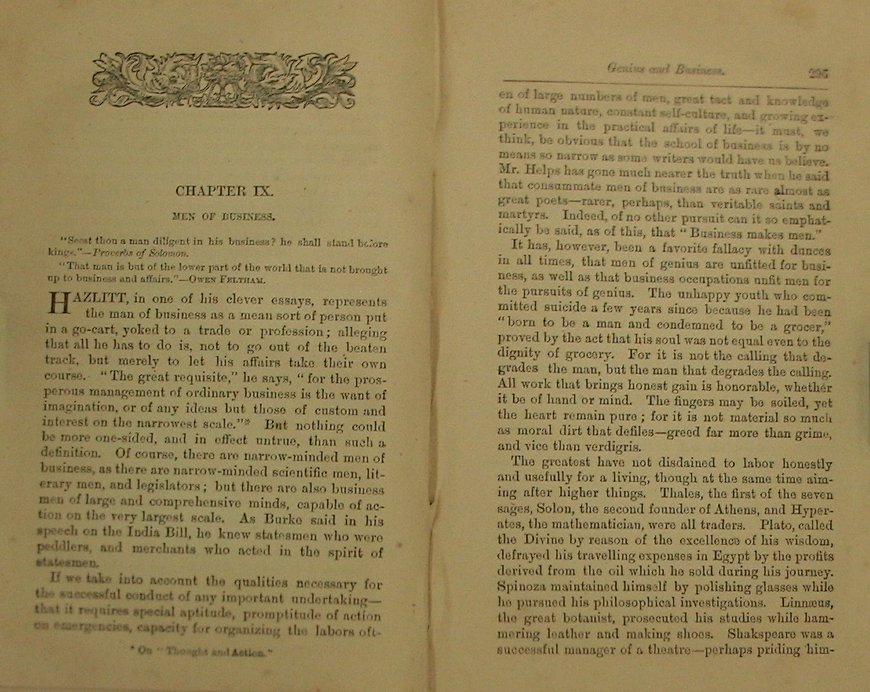 CHAPTER IX.
MEN OF BUSINESS.
"Seest thou a man diligent in his business? he shall stand before
kings."—Proverbs of Solomon.
"That man is but of the lower part of the world that is not brought
up to business and affairs."—OWEN FELTHAM.
HAZLITT, in one of his clever essays, represents
the man of business as a mean sort of person put
in a go-cart, yoked to a trade or profession; alleging
that all he has to do is, not to go out of the beaten
track, but merely to let his affairs take their own
course. "The great requisite," he says, "for the pros-
perous management of ordinary business is the want of
imagination, or of any ideas but those of custom and
interest on the narrowest scale."* But nothing could
be more one-sided, and in effect untrue, than such a
definition. Of course, there are narrow-minded men of
business, as there are narrow-minded scientific men, lit-
erary men, and legislators; but there are also business
men of large and comprehensive minds, capable of ac-
tion on the very largest scale. As Burke said in his
speech on the India Bill, he knew statesmen who were
peddlers, and merchants who acted in the spirit of
statesmen.
If we take into account the qualities necessary for
the successful conduct of any important undertaking—
that it requires special aptitude, promptitude of action
on emergencies, capacity for organizing the labors oft-
* On "Thought and Action."
Genius and Business. 295
en of large numbers of men, great tact and knowledge
of human nature, constant self-culture, and growing ex-
perience in the practical affairs of life—it must, we
think, be obvious that the school of business is by no
means so narrow as some writers would have us believe.
Mr. Helps has gone much nearer the truth when he said
that consummate men of business are as rare almost as
great poets—rarer, perhaps, than veritable saints and
martyrs. Indeed, of no other pursuit can it so emphat-
ically be said, as of this, that "Business makes men."
It has, however, been a favorite fallacy with dunces
in all times, that men of genius are unfitted for busi-
ness, as well as that business occupations unfit men for
the pursuits of genius. The unhappy youth who com-
mitted suicide a few years since because he had been
"born to be a man and condemned to be a grocer,"
proved by the act that his soul was not equal even to the
dignity of grocery. For it is not the calling that de-
grades the man, but the man that degrades the calling.
All work that brings honest gain is honorable, whether
it be of hand or mind. The fingers may be soiled, yet
the heart remain pure; for it is not material so much
as moral dirt that defiles—greed far more than grime,
and vice than verdigris.
The greatest have not disdained to labor honestly
and usefully for a living, though at the same time aim-
ing after higher things. Thales, the first of the seven
sages, Solon, the second founder of Athens, and Hyper-
ates, the mathematician, were all traders. Plato, called
the Divine by reason of the excellence of his wisdom,
defrayed his travelling expenses in Egypt by the profits
derived from the oil which he sold during his journey.
Spinoza maintained himself by polishing glasses while
he pursued his philosophical investigations. Linnæus,
the great botanist, prosecuted his studies while ham-
mering leather and making shoes. Shakspeare was a
successful manager of a theatre—perhaps priding him-